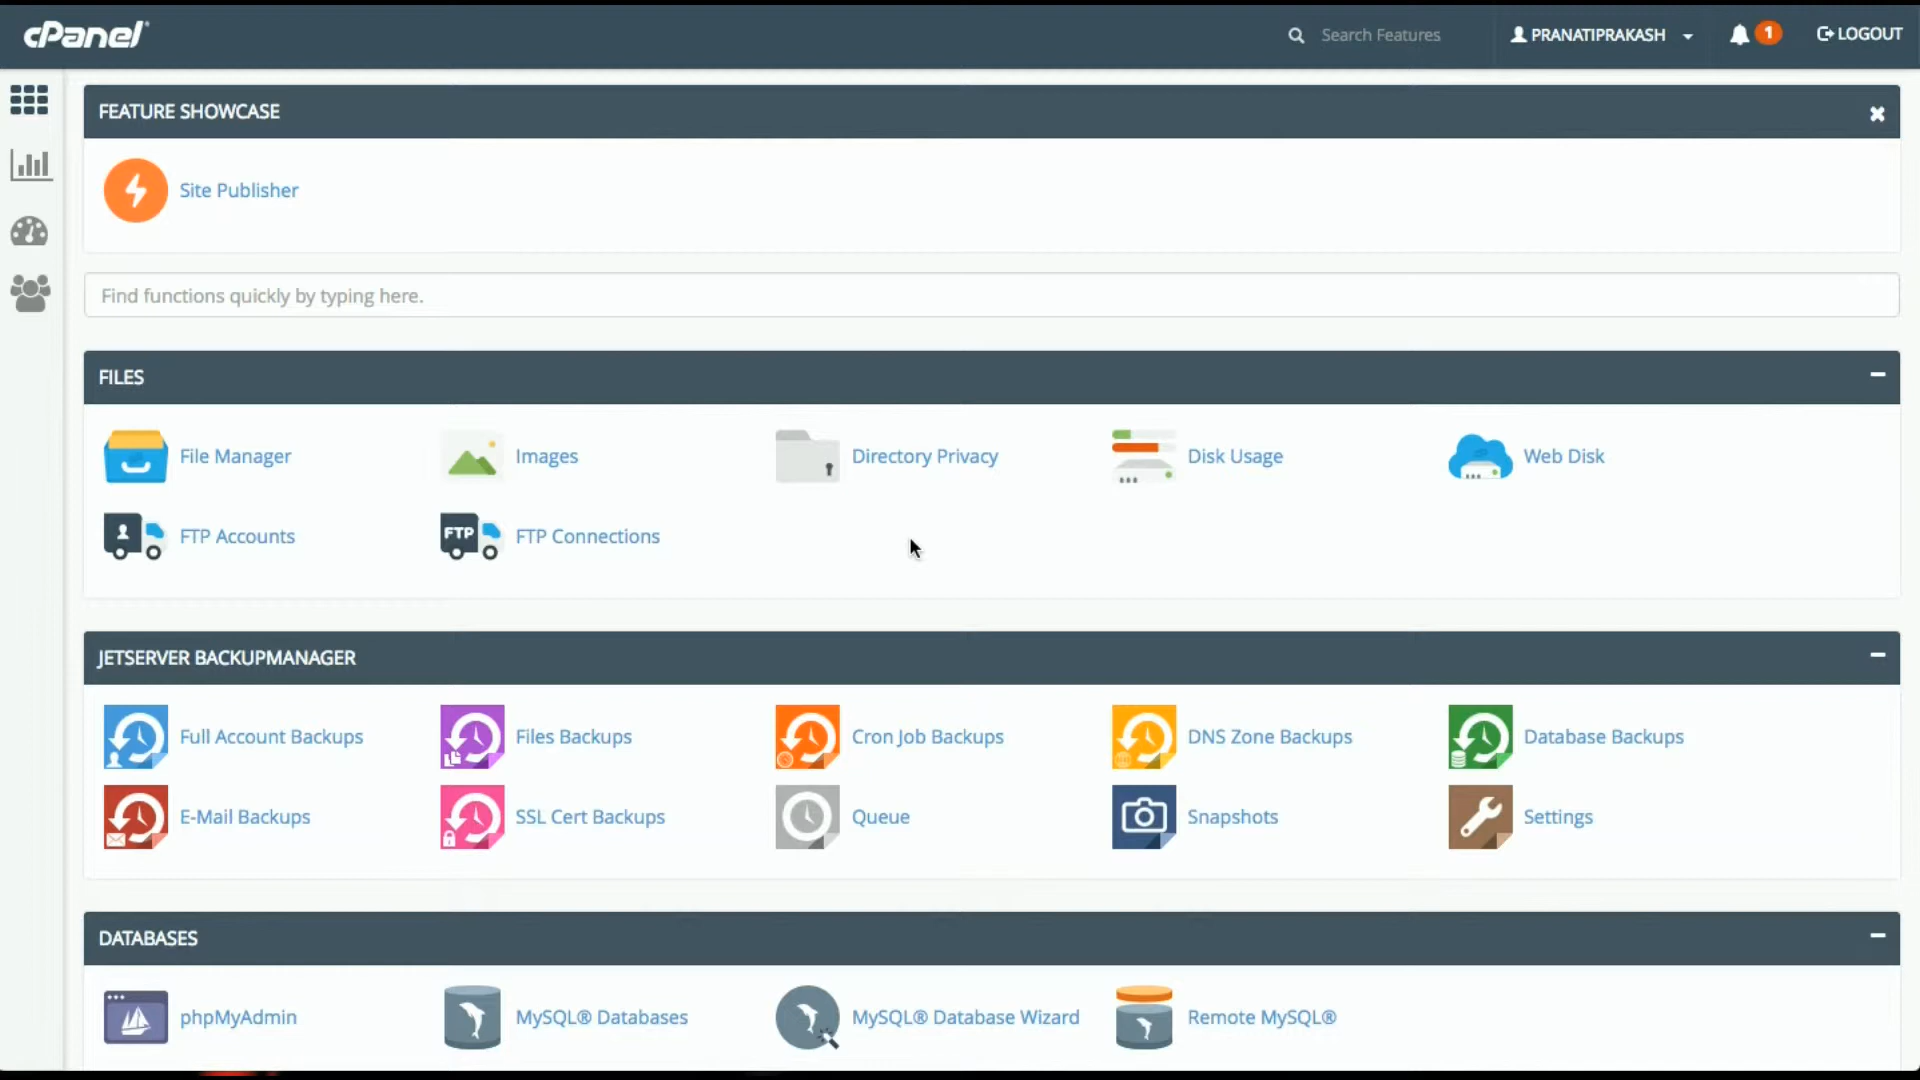 cPanel
Search Features
PRANATIPRAKASH
1
LOGOUT
FEATURE SHOWCASE
Site Publisher
Find functions quickly by typing here.
FILES
File Manager
Images
Directory Privacy
Disk Usage
Web Disk
FTP Accounts
FTP
FTP Connections
JETSERVER BACKUPMANAGER
Full Account Backups
Files Backups
Cron Job Backups
DNS Zone Backups
Database Backups
E-Mail Backups
SSL Cert Backups
Queue
Snapshots
Settings
DATABASES
phpMyAdmin
MySQL® Databases
MySQL® Database Wizard
Remote MySQL®